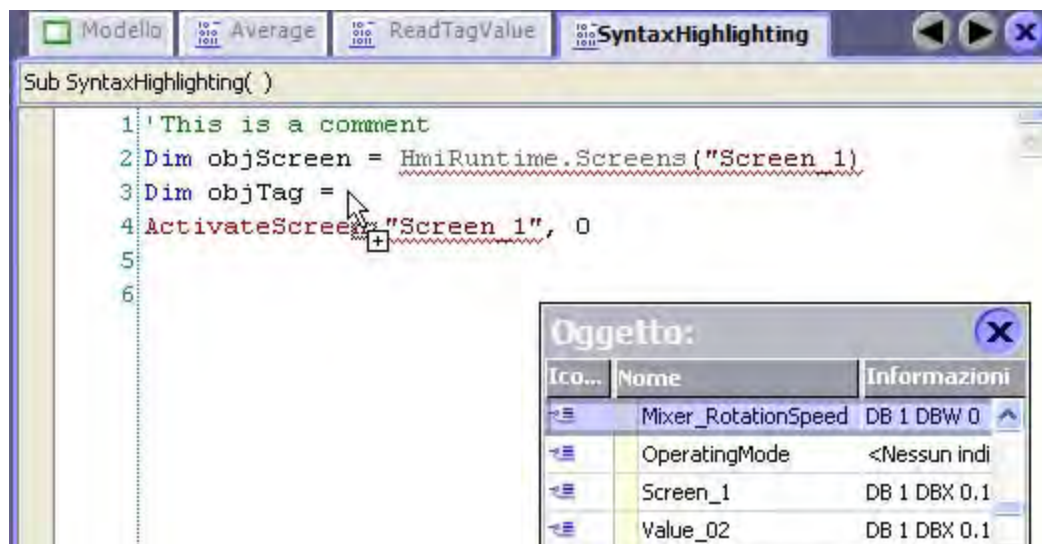 Modello Average ReadTagValue SyntaxHighlighting
Sub SyntaxHighlighting( )
1 'This is a comment
2 Dim objScreen = HmiRuntime.Screens("Screen_1)
3 Dim objTag =
4 ActivateScreen "Screen_1", 0
5
6
Oggetto:
Ico... Nome Informazioni
Mixer_RotationSpeed DB 1 DBW 0
OperatingMode <Nessun indi
Screen_1 DB 1 DBX 0.1
Value_02 DB 1 DBX 0.1